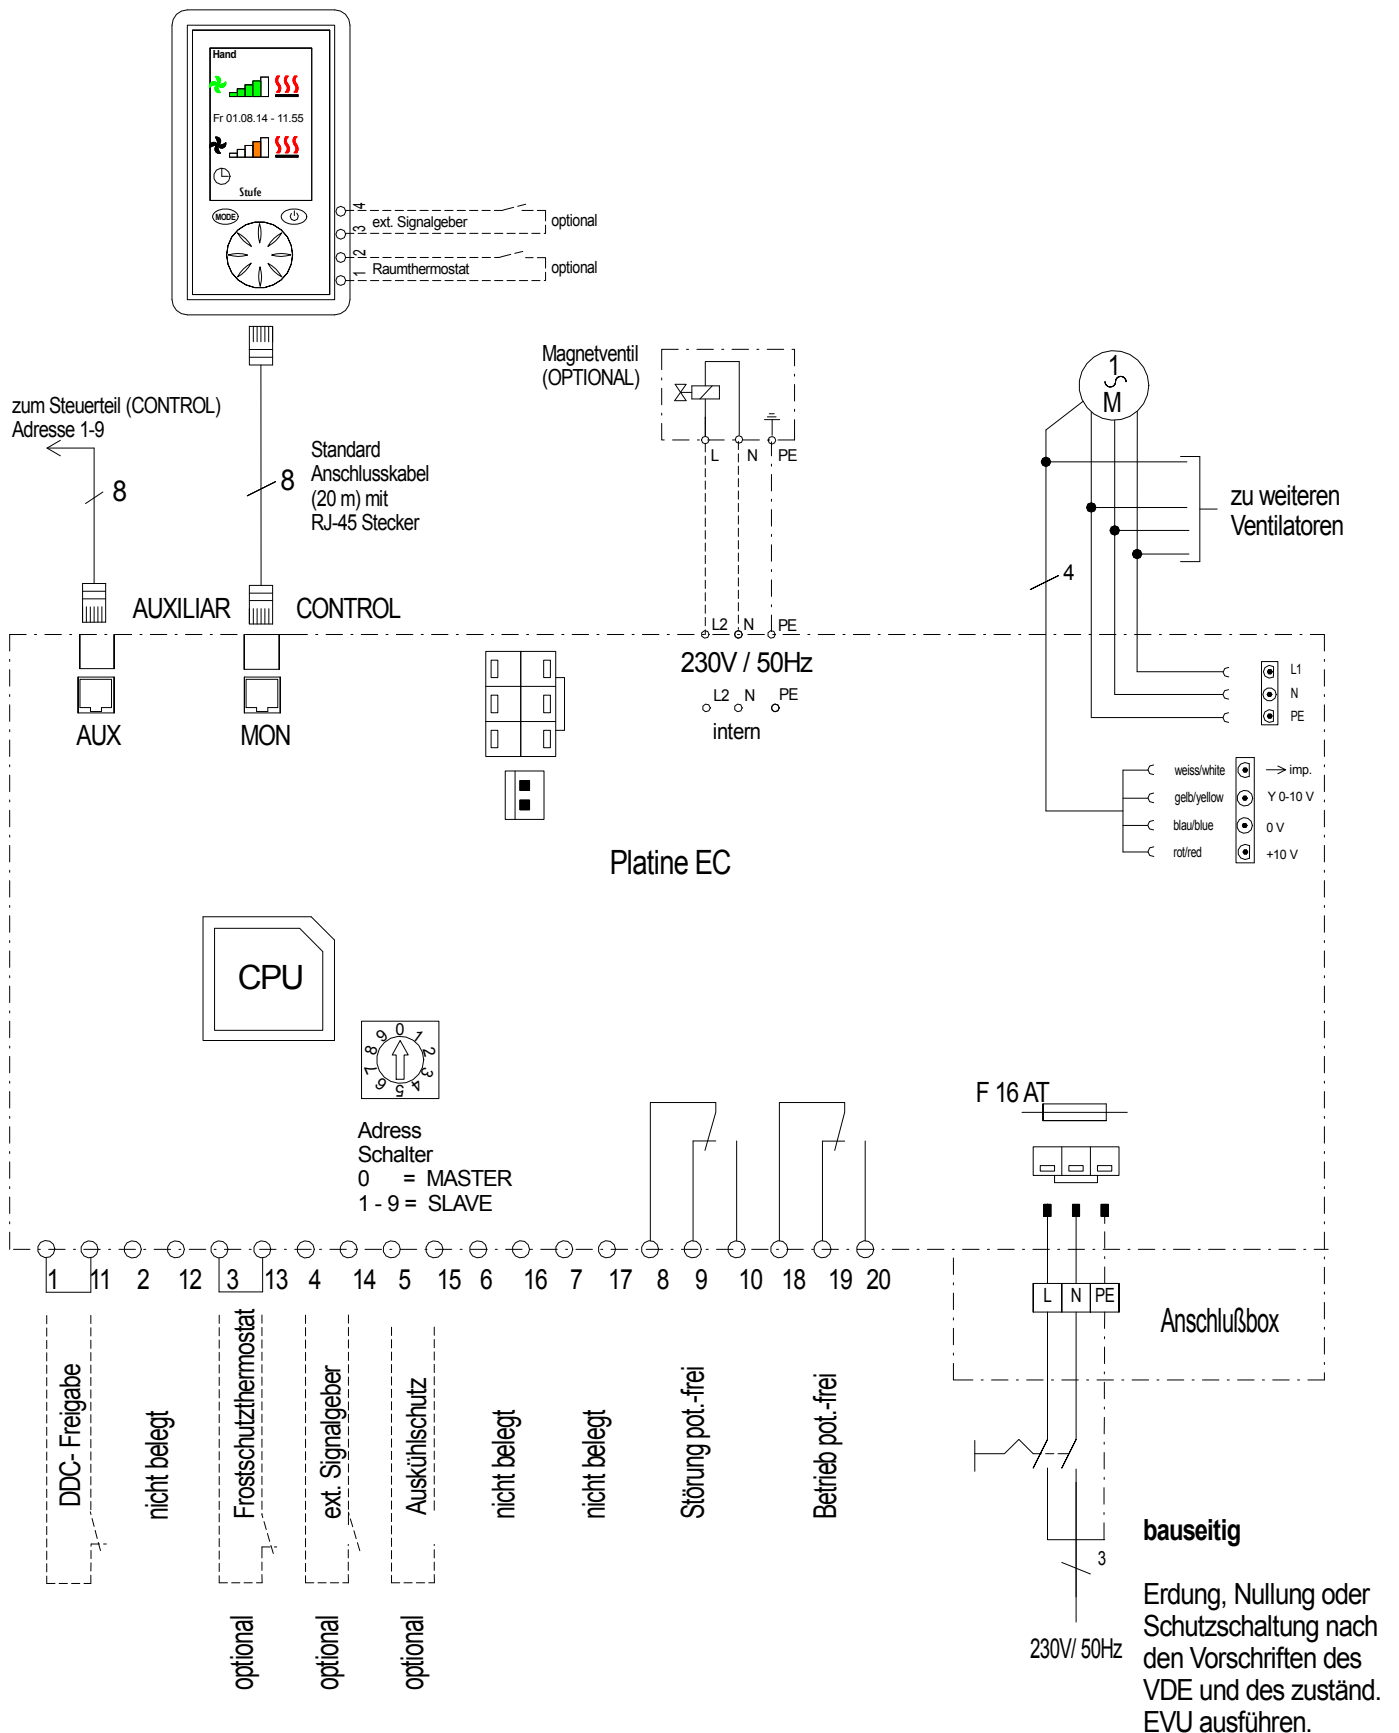 Hand
Fr 01.08.14 - 11.55
Stufe
MODE
4
ext. Signalgeber
3
optional
2
Raumthermostat
1
optional
Magnetventil
(OPTIONAL)
L N PE
1
M
zum Steuerteil (CONTROL)
Adresse 1-9
8
8
Standard
Anschlusskabel
(20 m) mit
RJ-45 Stecker
zu weiteren
Ventilatoren
4
AUXILIAR
CONTROL
L2 N PE
230V / 50Hz
L2 N PE
intern
AUX
MON
L1
N
PE
weiss/white
imp.
gelb/yellow
Y 0-10 V
blau/blue
0 V
rot/red
+10 V
Platine EC
CPU
0 1 2 3 4 5 6 7 8 9
Adress
Schalter
0 = MASTER
1 - 9 = SLAVE
F 16 AT
1 11 2 12 3 13 4 14 5 15 6 16 7 17 8 9 10 18 19 20
L N PE
Anschlußbox
DDC- Freigabe
nicht belegt
Frostschutzthermostat
ext. Signalgeber
Auskühlschutz
nicht belegt
nicht belegt
Störung pot.-frei
Betrieb pot.-frei
optional
optional
optional
3
230V/ 50Hz
bauseitig
Erdung, Nullung oder
Schutzschaltung nach
den Vorschriften des
VDE und des zuständ.
EVU ausführen.